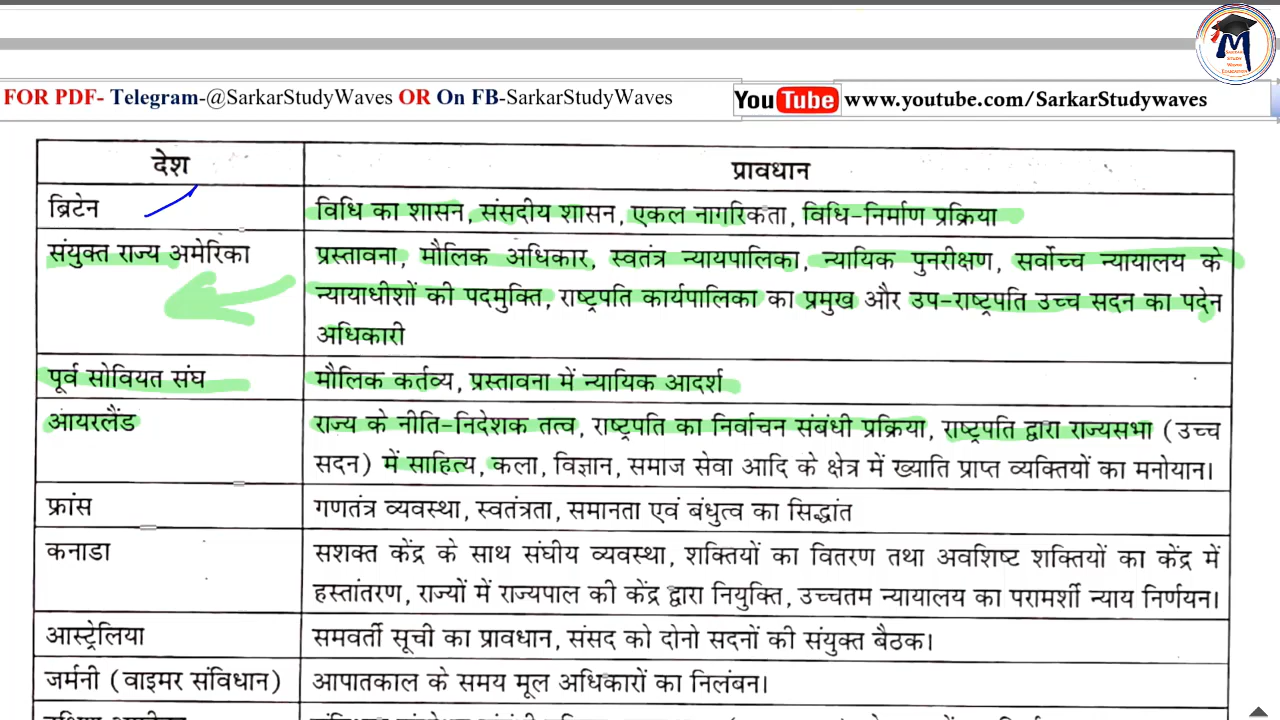 SARKAR
STUDY
WAVES
EDUCATION
FOR PDF- Telegram-@SarkarStudyWaves OR On FB-SarkarStudyWaves
YouTube www.youtube.com/SarkarStudywaves
देश प्रावधान
ब्रिटेन विधि का शासन, संसदीय शासन, एकल नागरिकता, विधि-निर्माण प्रक्रिया
संयुक्त राज्य अमेरिका प्रस्तावना, मौलिक अधिकार, स्वतंत्र न्यायपालिका, न्यायिक पुनरीक्षण, सर्वोच्च न्यायालय के
न्यायाधीशों की पदमुक्ति, राष्ट्रपति कार्यपालिका का प्रमुख और उप-राष्ट्रपति उच्च सदन का पदेन
अधिकारी
पूर्व सोवियत संघ मौलिक कर्तव्य, प्रस्तावना में न्यायिक आदर्श
आयरलैंड राज्य के नीति-निदेशक तत्व, राष्ट्रपति का निर्वाचन संबंधी प्रक्रिया, राष्ट्रपति द्वारा राज्यसभा (उच्च
सदन) में साहित्य, कला, विज्ञान, समाज सेवा आदि के क्षेत्र में ख्याति प्राप्त व्यक्तियों का मनोयान।
फ्रांस गणतंत्र व्यवस्था, स्वतंत्रता, समानता एवं बंधुत्व का सिद्धांत
कनाडा सशक्त केंद्र के साथ संघीय व्यवस्था, शक्तियों का वितरण तथा अवशिष्ट शक्तियों का केंद्र में
हस्तांतरण, राज्यों में राज्यपाल की केंद्र द्वारा नियुक्ति, उच्चतम न्यायालय का परामर्शी न्याय निर्णयन।
आस्ट्रेलिया समवर्ती सूची का प्रावधान, संसद को दोनो सदनों की संयुक्त बैठक।
जर्मनी (वाइमर संविधान) आपातकाल के समय मूल अधिकारों का निलंबन।